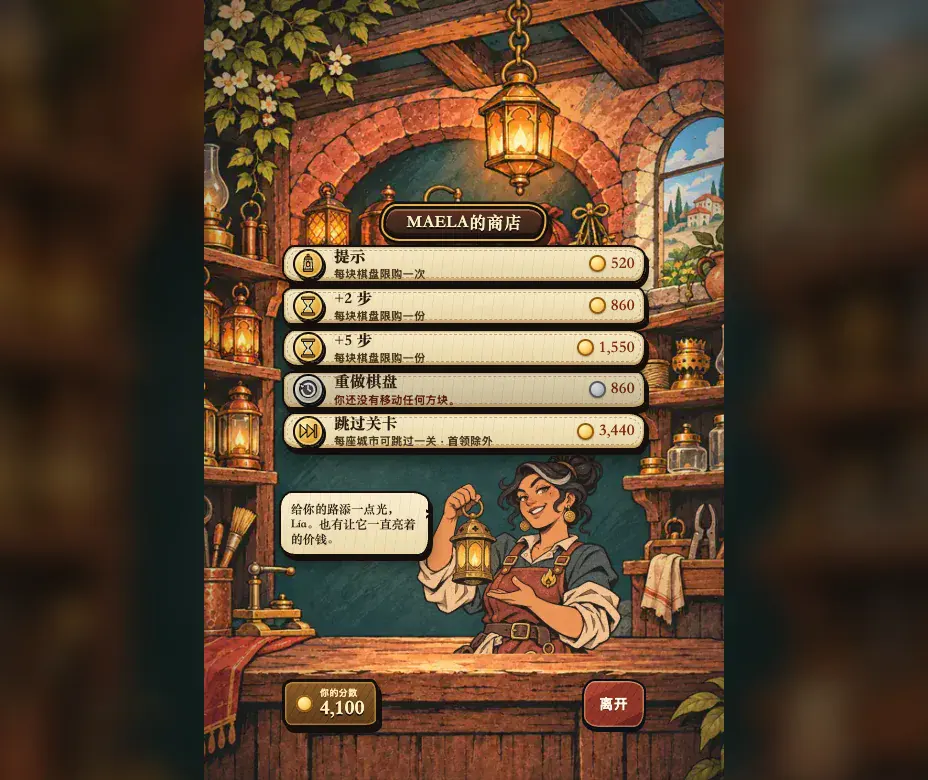 MAELA的商店
提示
每块棋盘限购一次
520
+2 步
每块棋盘限购一份
860
+5 步
每块棋盘限购一份
1,550
重做棋盘
你还没有移动任何方块。
860
跳过关卡
每座城市可跳过一关 · 首领除外
3,440
给你的路添一点光，
Lía。也有让它一直亮着
的价钱。
你的分数
4,100
离开